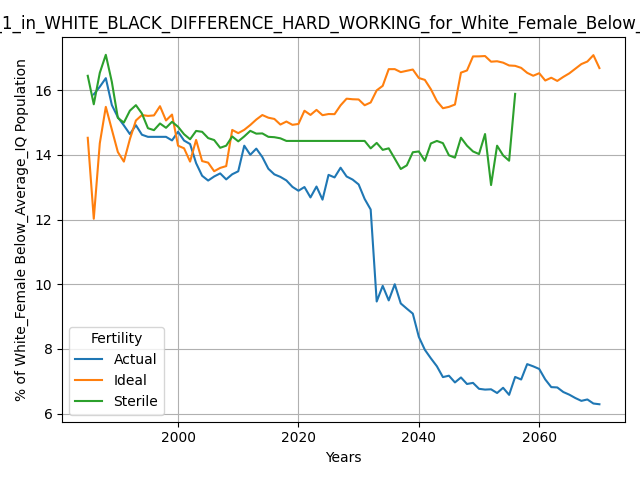 _1_in_WHITE_BLACK_DIFFERENCE_HARD_WORKING_for_White_Female_Below_
% of White_Female Below_Average_IQ Population
16
14
12
10
8
6
Fertility
Actual
Ideal
Sterile
2000 2020 2040 2060
Years